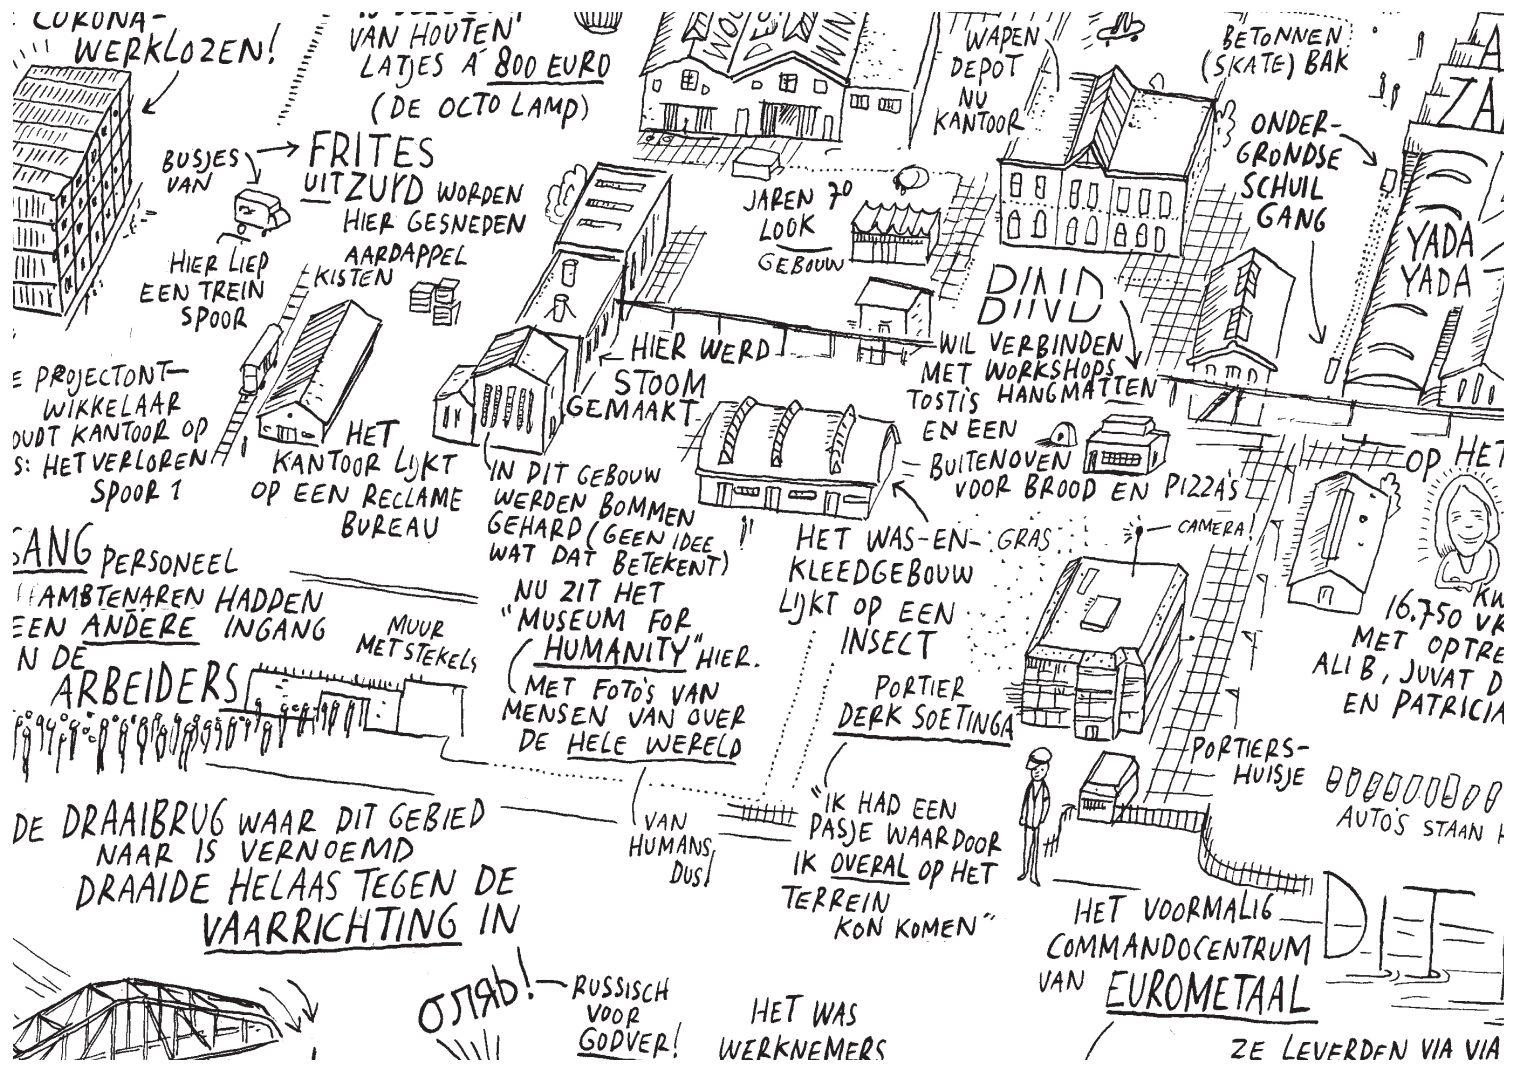 CORONA-
WERKLOZEN!
VAN HOUTEN
LATJES Á 800 EURO
(DE OCTO LAMP)
WAPEN
DEPOT
NU
KANTOOR
BETONNEN
(SKATE) BAK
ZA
ONDER-
GRONDSE
SCHUIL
GANG
YADA
YADA
BUSJES
VAN
FRITES
UITZUYD WORDEN
HIER GESNEDEN
AARDAPPEL
KISTEN
HIER LIEP
EEN TREIN
SPOOR
JAREN 70
LOOK
GEBOUW
DIND
DIND
WIL VERBINDEN
MET WORKSHOPS
TOSTI'S HANGMATTEN
EN EEN
BUITENOVEN
VOOR BROOD EN PIZZA'S
HIER WERD
STOOM
GEMAAKT
E PROJECTONT-
WIKKELAAR
OUDT KANTOOR OP
S: HET VERLOREN
SPOOR 1
HET
KANTOOR LIJKT
OP EEN RECLAME
BUREAU
IN DIT GEBOUW
WERDEN BOMMEN
GEHARD (GEEN IDEE
WAT DAT BETEKENT)
NU ZIT HET
"MUSEUM FOR
HUMANITY" HIER.
MET FOTO'S VAN
MENSEN VAN OVER
DE HELE WERELD
VAN
HUMANS,
DUS!
HET WAS-EN-
KLEEDGEBOUW
LIJKT OP EEN
INSECT
GRAS
CAMERA!
OP HET
16.750 VR
MET OPTRE
ALI B, JUVAT D
EN PATRICIA
GANG PERSONEEL
AMBTENAREN HADDEN
EEN ANDERE INGANG
N DE
ARBEIDERS
MUUR
MET STEKELS
PORTIER
DERK SOETINGA
"IK HAD EEN
PASJE WAARDOOR
IK OVERAL OP HET
TERREIN
KON KOMEN"
PORTIERS-
HUISJE
AUTO'S STAAN H
DE DRAAIBRUG WAAR DIT GEBIED
NAAR IS VERNOEMD
DRAAIDE HELAAS TEGEN DE
VAARRICHTING IN
DIT
HET VOORMALIG
COMMANDOCENTRUM
VAN EUROMETAAL
ОЛЯЬ!
RUSSISCH
VOOR
GODVER!
HET WAS
WERKNEMERS
ZE LEVERDEN VIA VIA